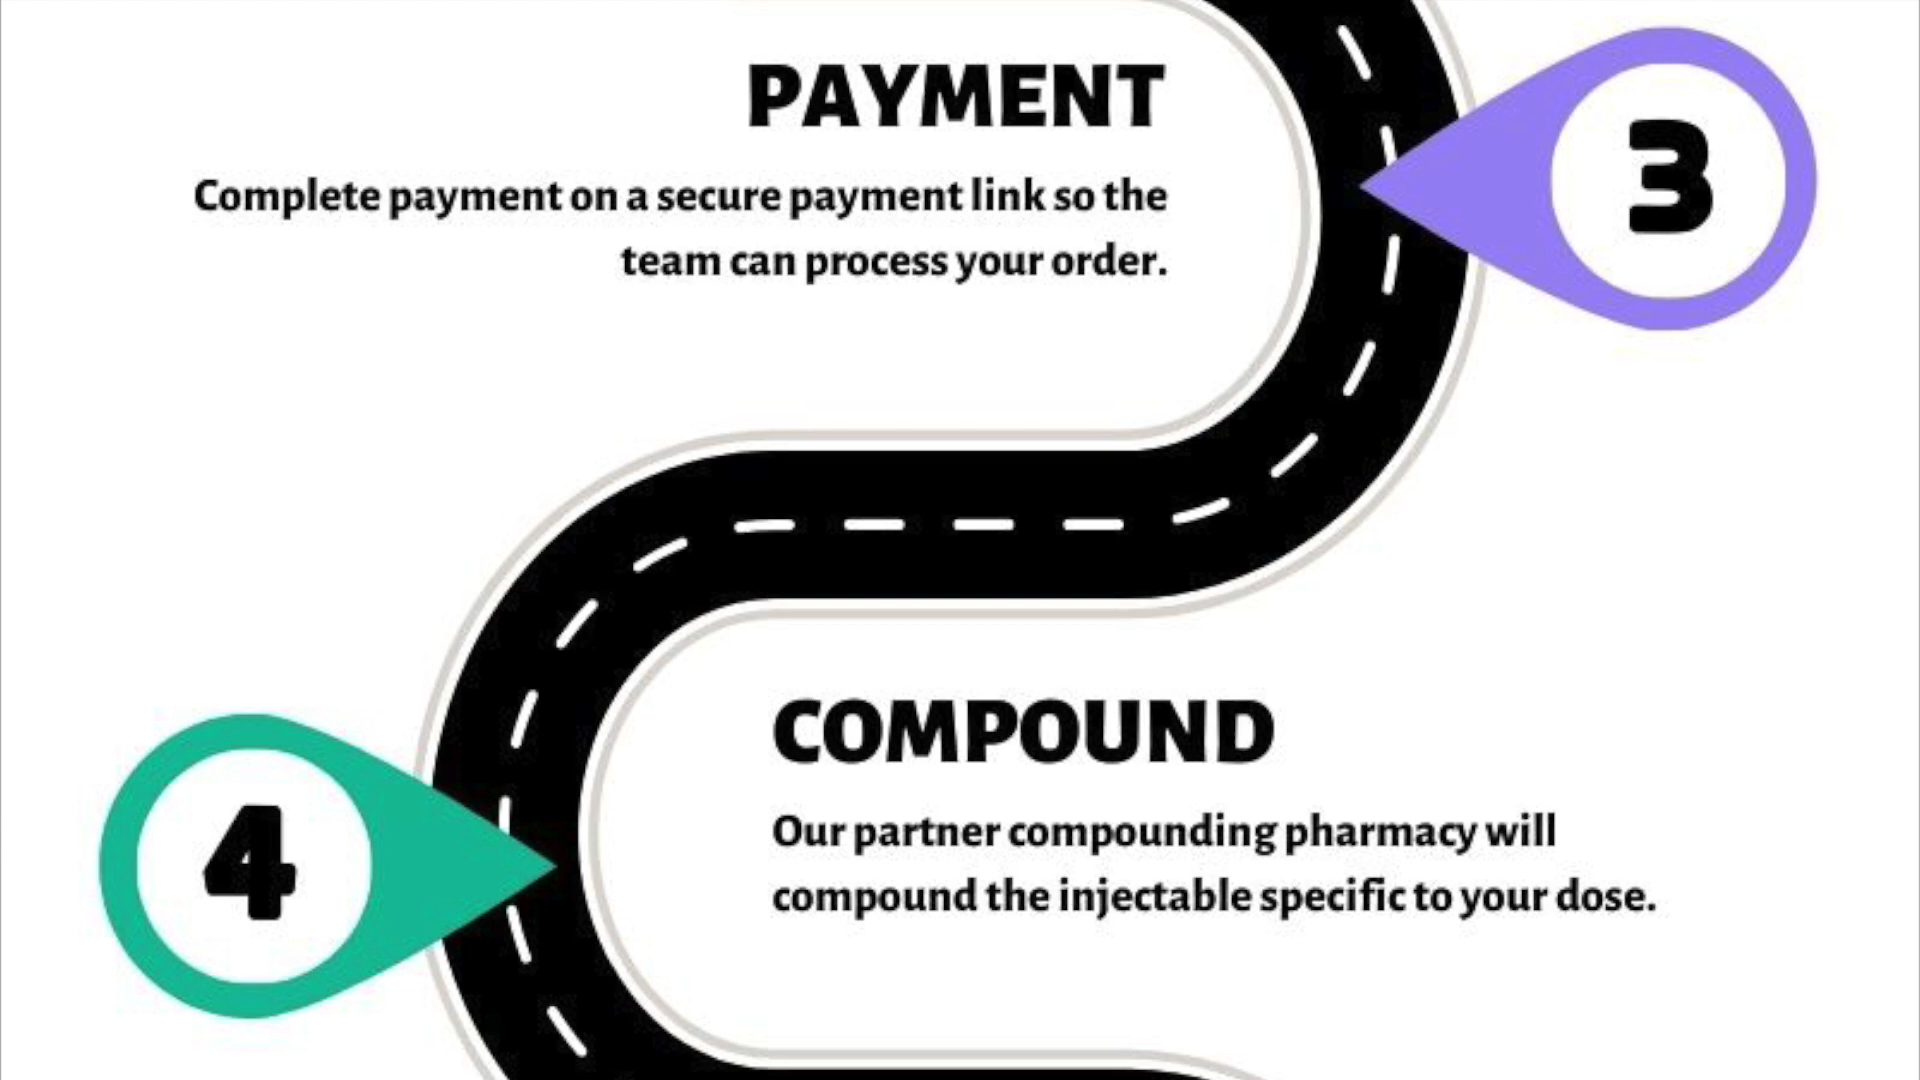 PAYMENT
Complete payment on a secure payment link so the
team can process your order.
3
COMPOUND
Our partner compounding pharmacy will
compound the injectable specific to your dose.
4